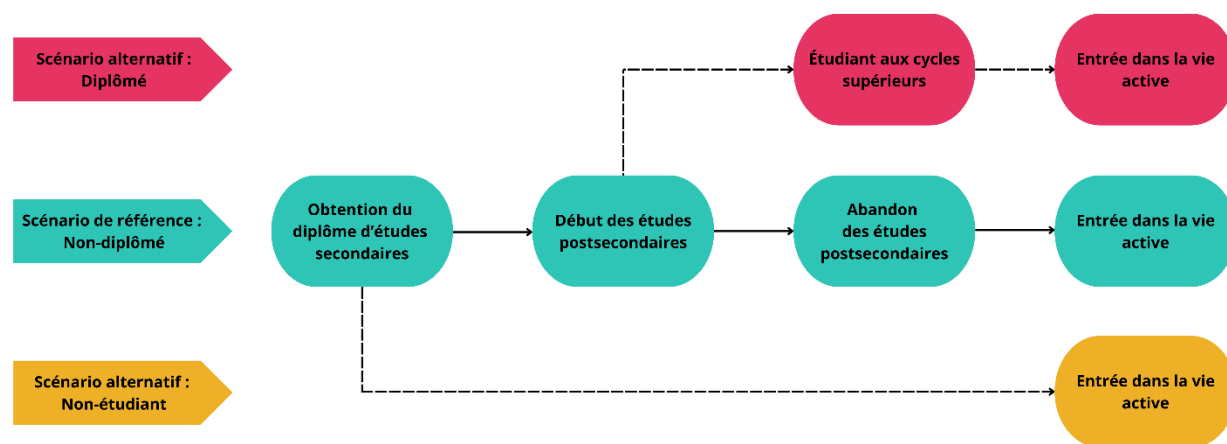 Scénario alternatif :
Diplômé
Étudiant aux cycles
supérieurs
Entrée dans la vie
active
Scénario de référence :
Non-diplômé
Obtention du
diplôme d'études
secondaires
Début des études
postsecondaires
Abandon
des études
postsecondaires
Entrée dans la vie
active
Scénario alternatif :
Non-étudiant
Entrée dans la vie
active